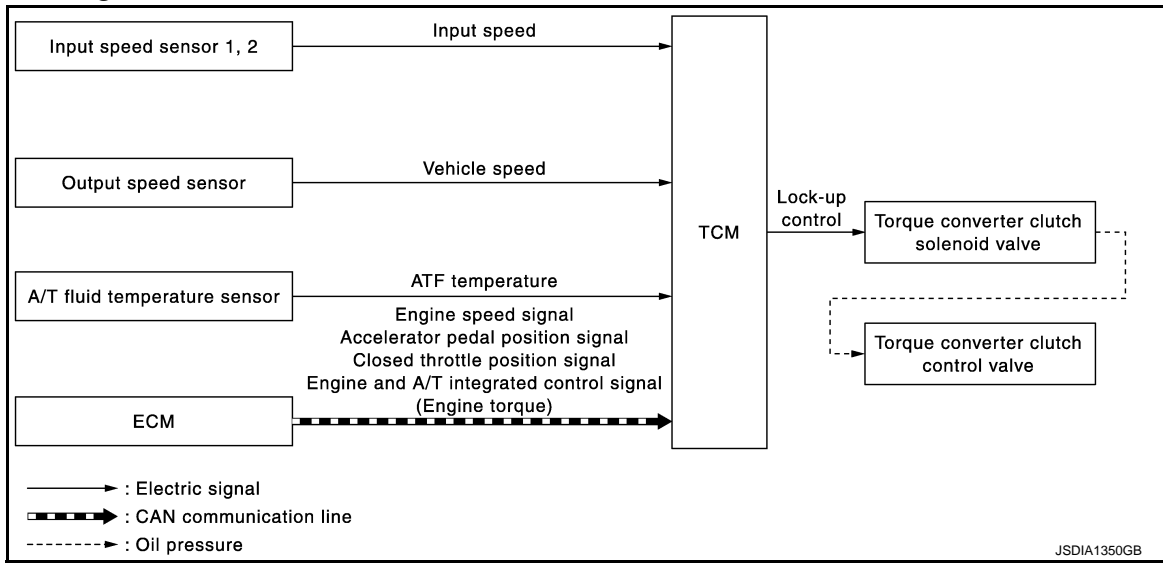 Input speed sensor 1, 2
Input speed
Output speed sensor
Vehicle speed
A/T fluid temperature sensor
ATF temperature
Engine speed signal
Accelerator pedal position signal
Closed throttle position signal
Engine and A/T integrated control signal
(Engine torque)
ECM
TCM
Lock-up
control
Torque converter clutch
solenoid valve
Torque converter clutch
control valve
: Electric signal
: CAN communication line
: Oil pressure
JSDIA1350GB